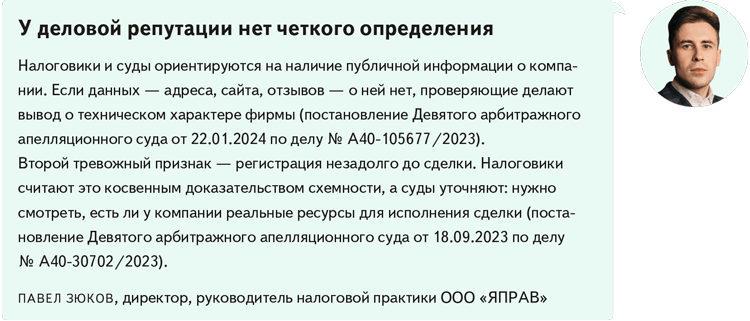 У деловой репутации нет четкого определения
Налоговики и суды ориентируются на наличие публичной информации о компа-
нии. Если данных — адреса, сайта, отзывов — о ней нет, проверяющие делают
вывод о техническом характере фирмы (постановление Девятого арбитражного
апелляционного суда от 22.01.2024 по делу № А40-105677/2023).
Второй тревожный признак — регистрация незадолго до сделки. Налоговики
считают это косвенным доказательством схемности, а суды уточняют: нужно
смотреть, есть ли у компании реальные ресурсы для исполнения сделки (поста-
новление Девятого арбитражного апелляционного суда от 18.09.2023 по делу
№ А40-30702/2023).
ПАВЕЛ ЗЮКОВ, директор, руководитель налоговой практики ООО «ЯПРАВ»